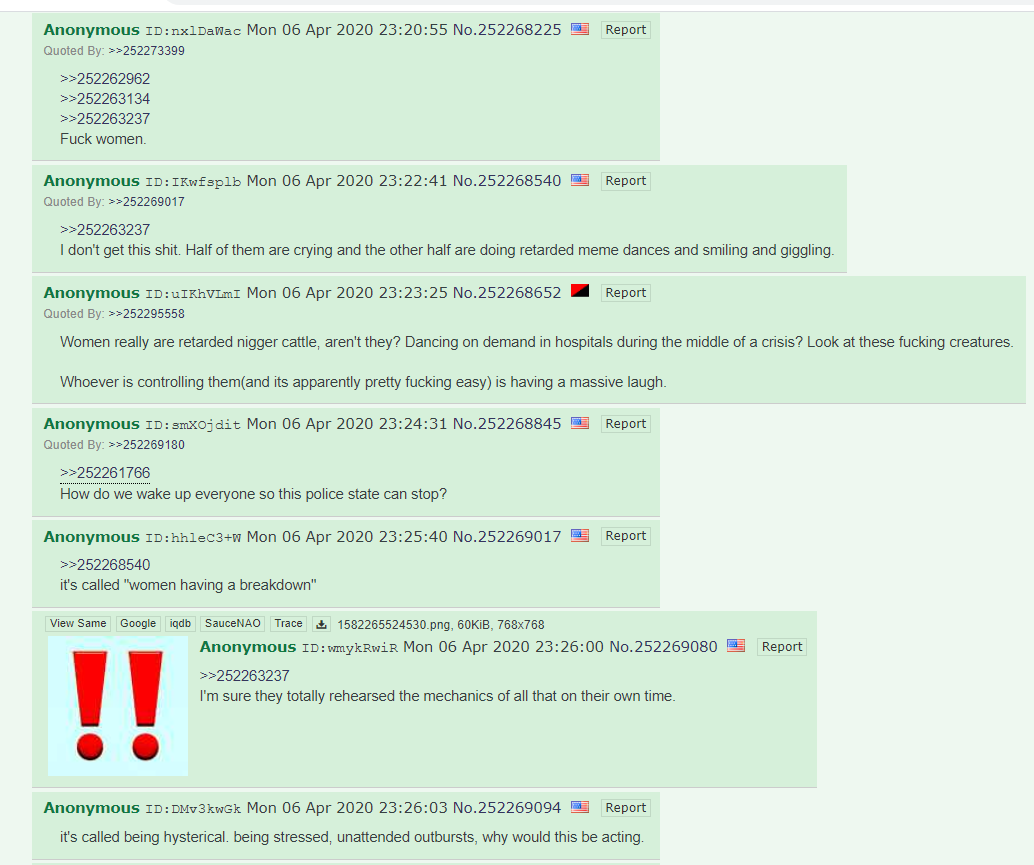 Anonymous ID:nxlDaWac Mon 06 Apr 2020 23:20:55 No.252268225 Report
Quoted By: >>252273399
>>252262962
>>252263134
>>252263237
Fuck women.
Anonymous ID:IKwfsplb Mon 06 Apr 2020 23:22:41 No.252268540 Report
Quoted By: >>252269017
>>252263237
I don't get this shit. Half of them are crying and the other half are doing retarded meme dances and smiling and giggling.
Anonymous ID:uIKhVLmI Mon 06 Apr 2020 23:23:25 No.252268652 Report
Quoted By: >>252295558
Women really are retarded nigger cattle, aren't they? Dancing on demand in hospitals during the middle of a crisis? Look at these fucking creatures.
Whoever is controlling them(and its apparently pretty fucking easy) is having a massive laugh.
Anonymous ID:smXOjdit Mon 06 Apr 2020 23:24:31 No.252268845 Report
Quoted By: >>252269180
>>252261766
How do we wake up everyone so this police state can stop?
Anonymous ID:hhleC3+W Mon 06 Apr 2020 23:25:40 No.252269017 Report
>>252268540
it's called "women having a breakdown"
View Same Google iqdb SauceNAO Trace 1582265524530.png, 60KiB, 768x768
Anonymous ID:wmykRwiR Mon 06 Apr 2020 23:26:00 No.252269080 Report
>>252263237
I'm sure they totally rehearsed the mechanics of all that on their own time.
Anonymous ID:DMv3kwGk Mon 06 Apr 2020 23:26:03 No.252269094 Report
it's called being hysterical. being stressed, unattended outbursts, why would this be acting.